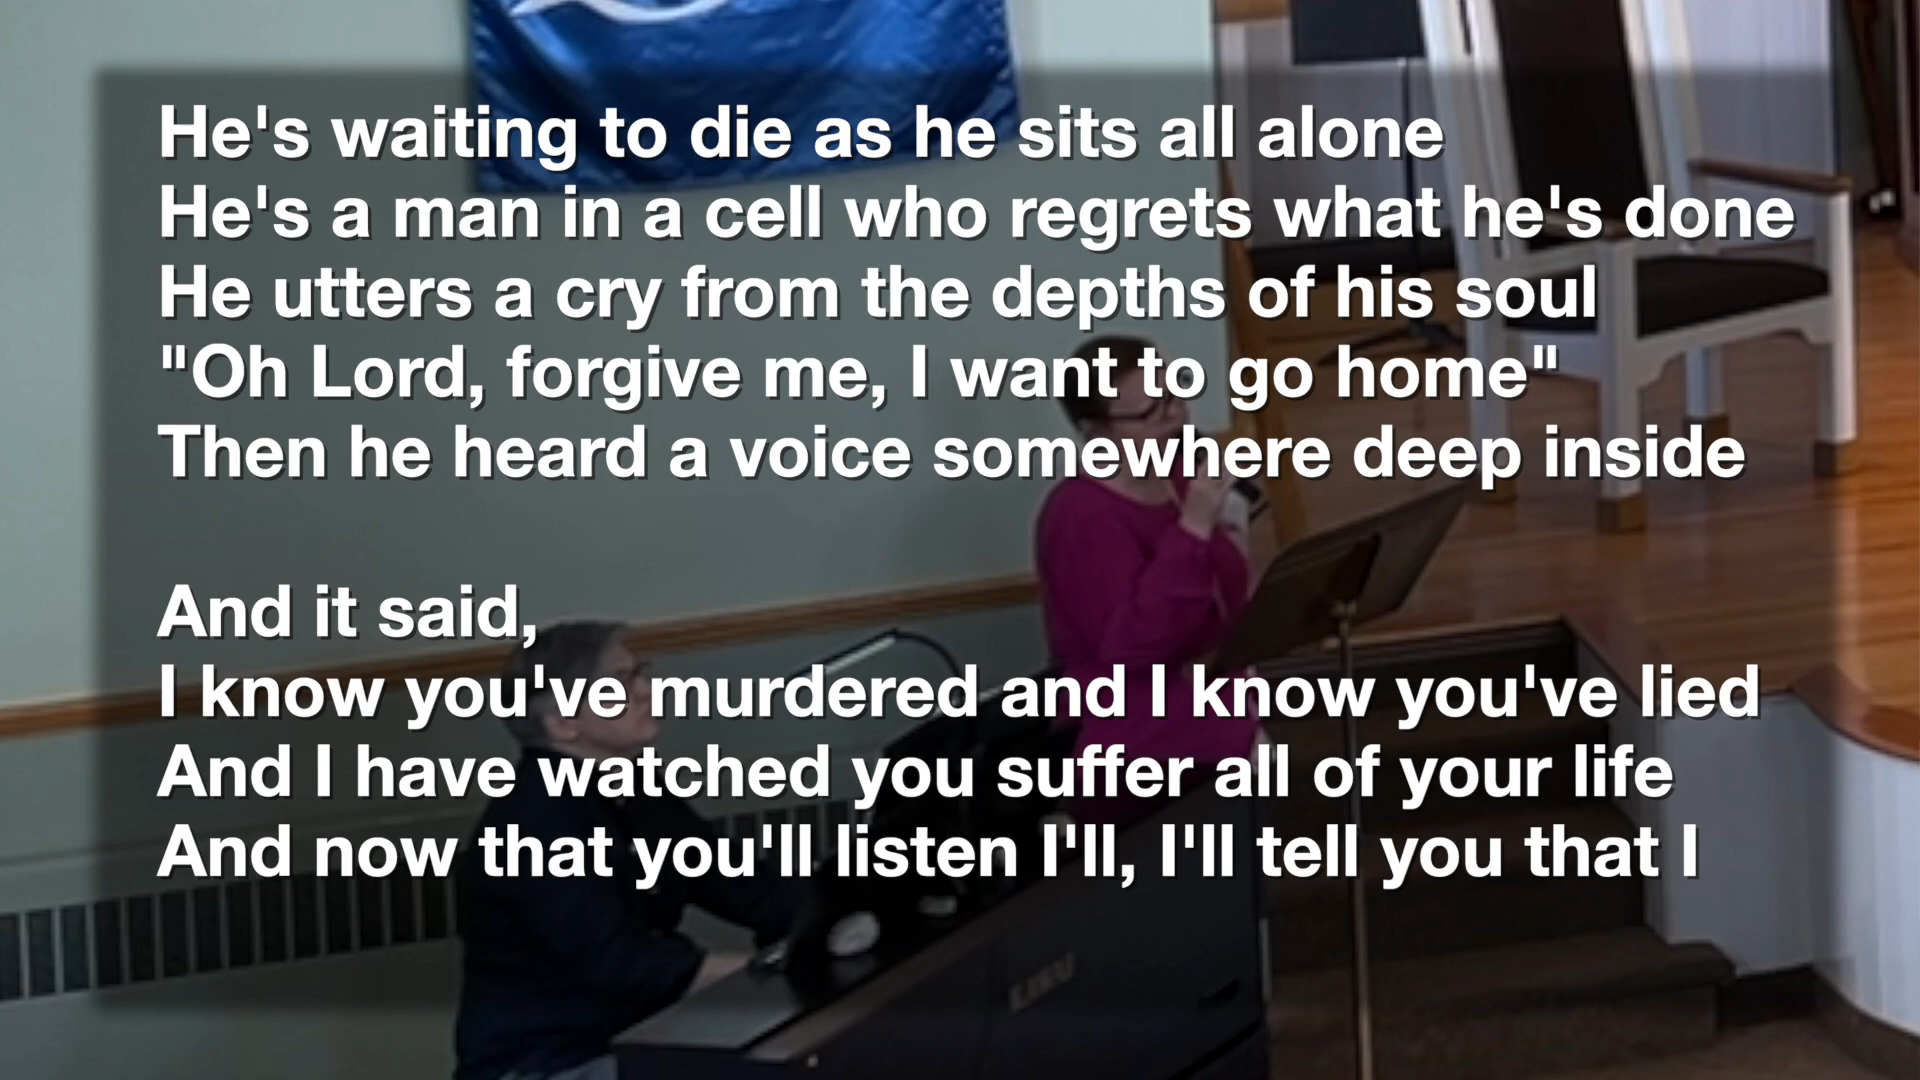 He's waiting to die as he sits all alone
He's a man in a cell who regrets what he's done
He utters a cry from the depths of his soul
"Oh Lord, forgive me, I want to go home"
Then he heard a voice somewhere deep inside
And it said,
I know you've murdered and I know you've lied
And I have watched you suffer all of your life
And now that you'll listen I'll, I'll tell you that I
KAWAI